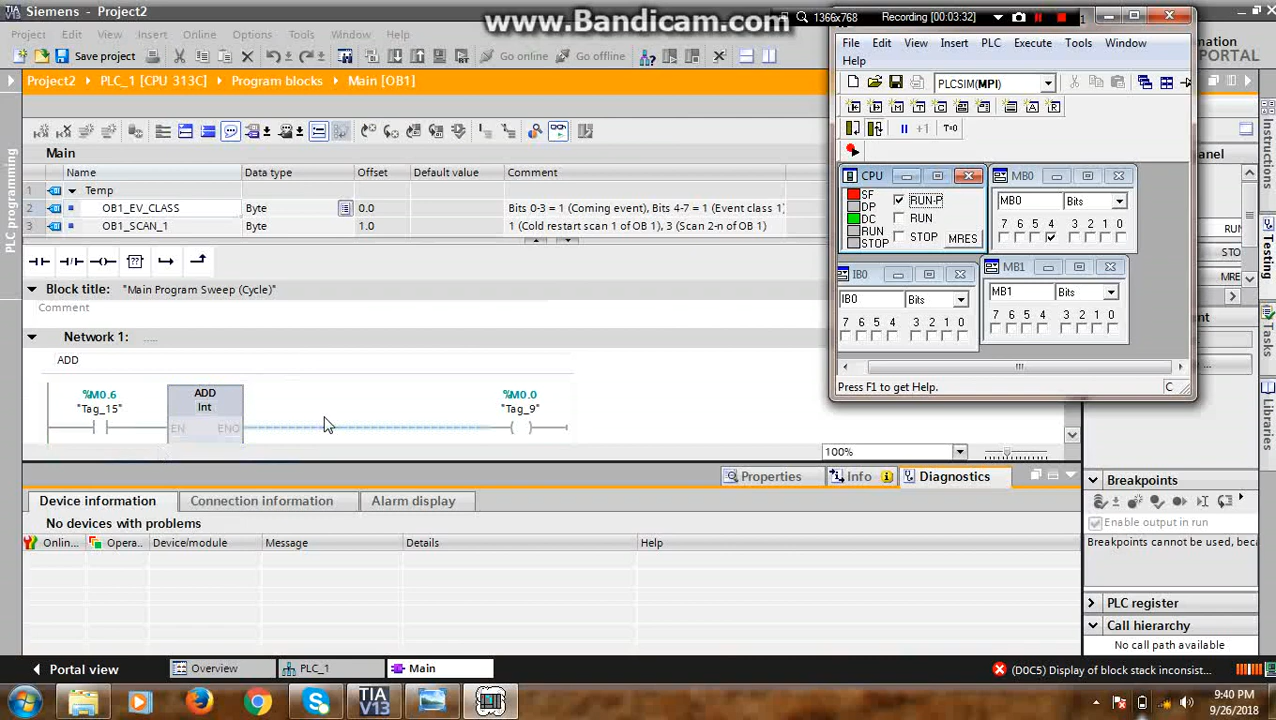 Siemens - Project2
www.Bandicam.com
1366x768 Recording [00:03:32]
Project Edit View Insert Online Options Tools Window Help
Save project Go online Go offline
PORTAL
Project2 PLC_1 [CPU 313C] Program blocks Main [OB1]
PLC programming
Main
Name Data type Offset Default value Comment
1 Temp
2 OB1_EV_CLASS Byte 0.0 Bits 0-3 = 1 (Coming event), Bits 4-7 = 1 (Event class 1)
3 OB1_SCAN_1 Byte 1.0 1 (Cold restart scan 1 of OB 1), 3 (Scan 2-n of OB 1)
Block title: "Main Program Sweep (Cycle)"
Comment
Network 1: .....
ADD
%M0.6
"Tag_15"
ADD
Int
EN ENO
%M0.0
"Tag_9"
100%
File Edit View Insert PLC Execute Tools Window
Help
PLCSIM(MPI)
+1 T=0
CPU
SF
DP
DC
RUN
STOP
RUN-P
RUN
STOP MRES
MB0
MB0 Bits
7 6 5 4 3 2 1 0
IB0
IB0 Bits
7 6 5 4 3 2 1 0
MB1
MB1 Bits
7 6 5 4 3 2 1 0
Press F1 to get Help. C
Instructions
Testing
Tasks
Libraries
Properties Info Diagnostics
Device information Connection information Alarm display
No devices with problems
Onlin... Opera... Device/module Message Details Help
Breakpoints
Enable output in run
Breakpoints cannot be used, beca
PLC register
Call hierarchy
No call path available
Portal view Overview PLC_1 Main
(D0C5) Display of block stack inconsist...
TIA
V13
9:40 PM
9/26/2018